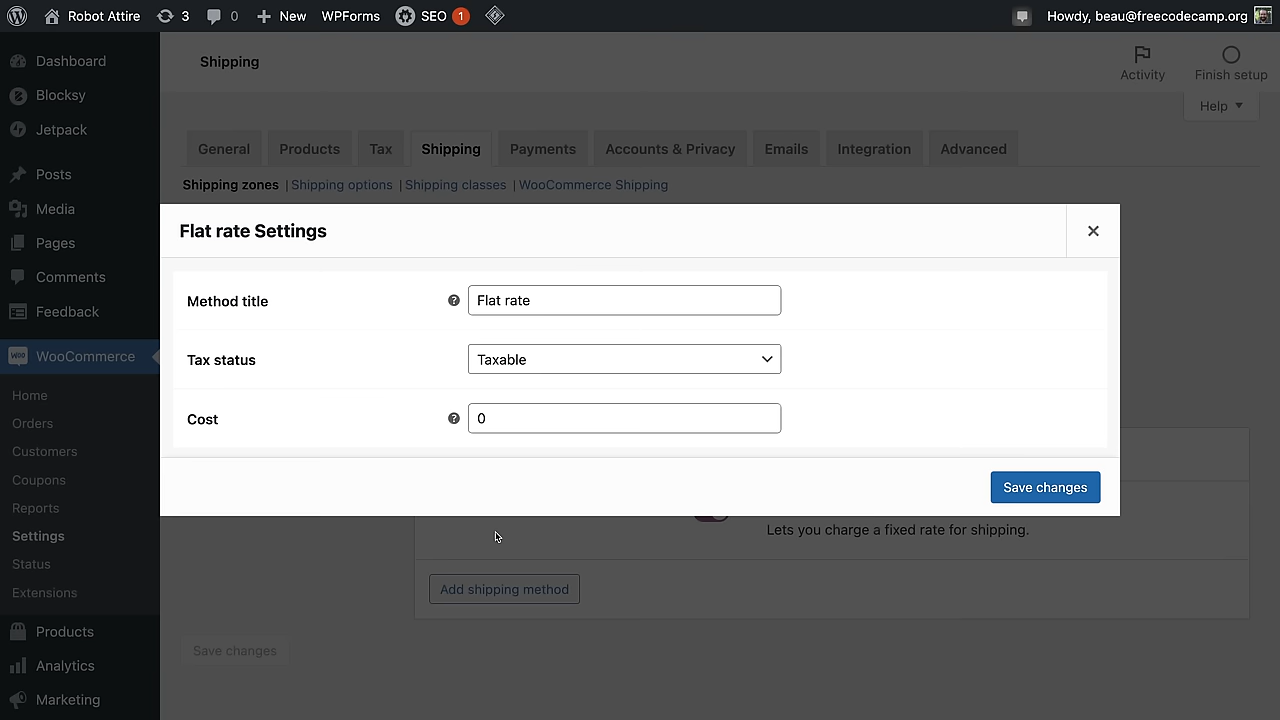 Robot Attire 3 0 New WPForms SEO 1 Howdy, beau@freecodecamp.org
Dashboard
Blocksy
Jetpack
Posts
Media
Pages
Comments
Feedback
WOO WooCommerce
Home
Orders
Customers
Coupons
Reports
Settings
Status
Extensions
Products
Analytics
Marketing
Shipping
Activity Finish setup
Help
General Products Tax Shipping Payments Accounts & Privacy Emails Integration Advanced
Shipping zones | Shipping options | Shipping classes | WooCommerce Shipping
Flat rate Settings ×
Method title ? Flat rate
Tax status Taxable
Cost ? 0
Save changes
Lets you charge a fixed rate for shipping.
Add shipping method
Save changes